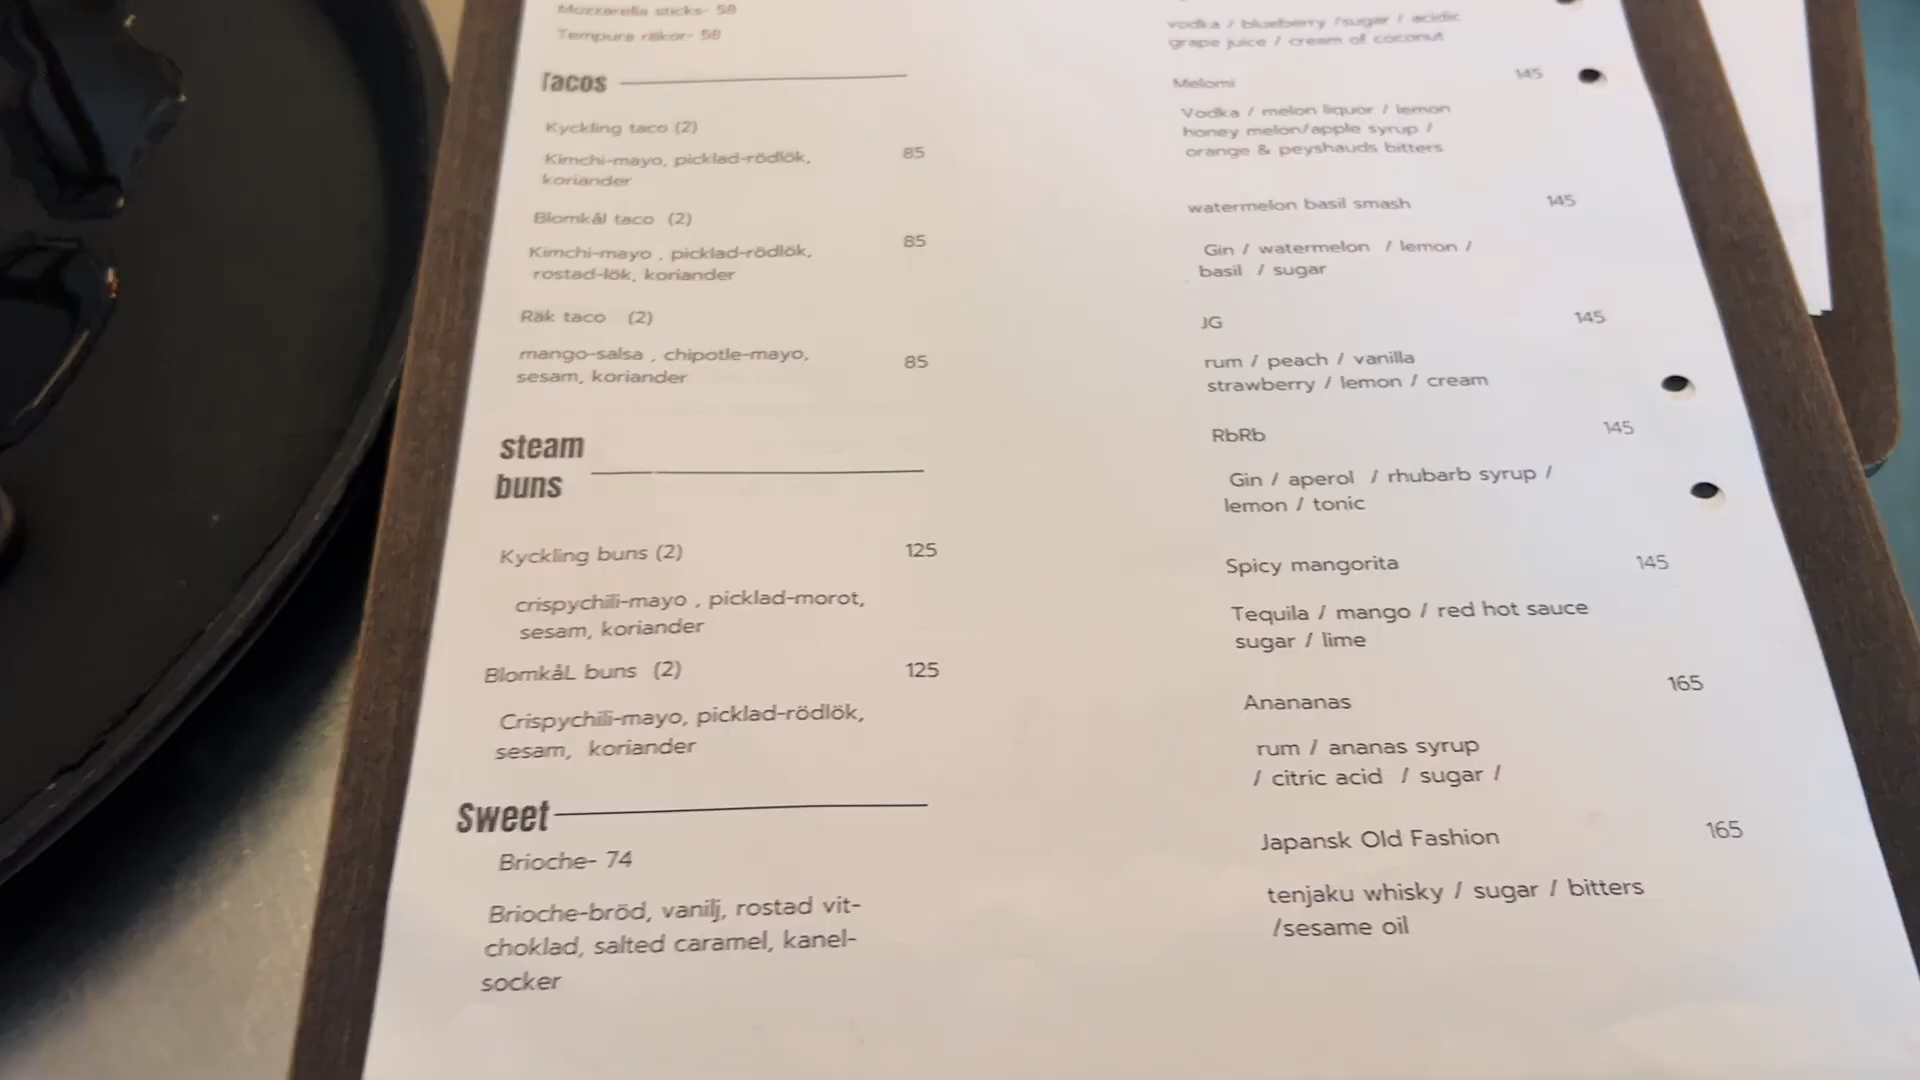 Mozzarella sticks- 58
Tempura räkor- 58
Tacos
Kyckling taco (2)
Kimchi-mayo, picklad-rödlök, 85
koriander
Blomkål taco (2)
Kimchi-mayo , picklad-rödlök, 85
rostad-lök, koriander
Räk taco (2)
mango-salsa , chipotle-mayo, 85
sesam, koriander
steam
buns
Kyckling buns (2) 125
crispychili-mayo , picklad-morot,
sesam, koriander
BlomkåL buns (2) 125
Crispychili-mayo, picklad-rödlök,
sesam, koriander
Sweet
Brioche- 74
Brioche-bröd, vanilj, rostad vit-
choklad, salted caramel, kanel-
socker
vodka / blueberry /sugar / acidic
grape juice / cream of coconut
Melomi 145
Vodka / melon liquor / lemon
honey melon/apple syrup /
orange & peyshauds bitters
watermelon basil smash 145
Gin / watermelon / lemon /
basil / sugar
JG 145
rum / peach / vanilla
strawberry / lemon / cream
RbRb 145
Gin / aperol / rhubarb syrup /
lemon / tonic
Spicy mangorita 145
Tequila / mango / red hot sauce
sugar / lime
Anananas 165
rum / ananas syrup
/ citric acid / sugar /
Japansk Old Fashion 165
tenjaku whisky / sugar / bitters
/sesame oil